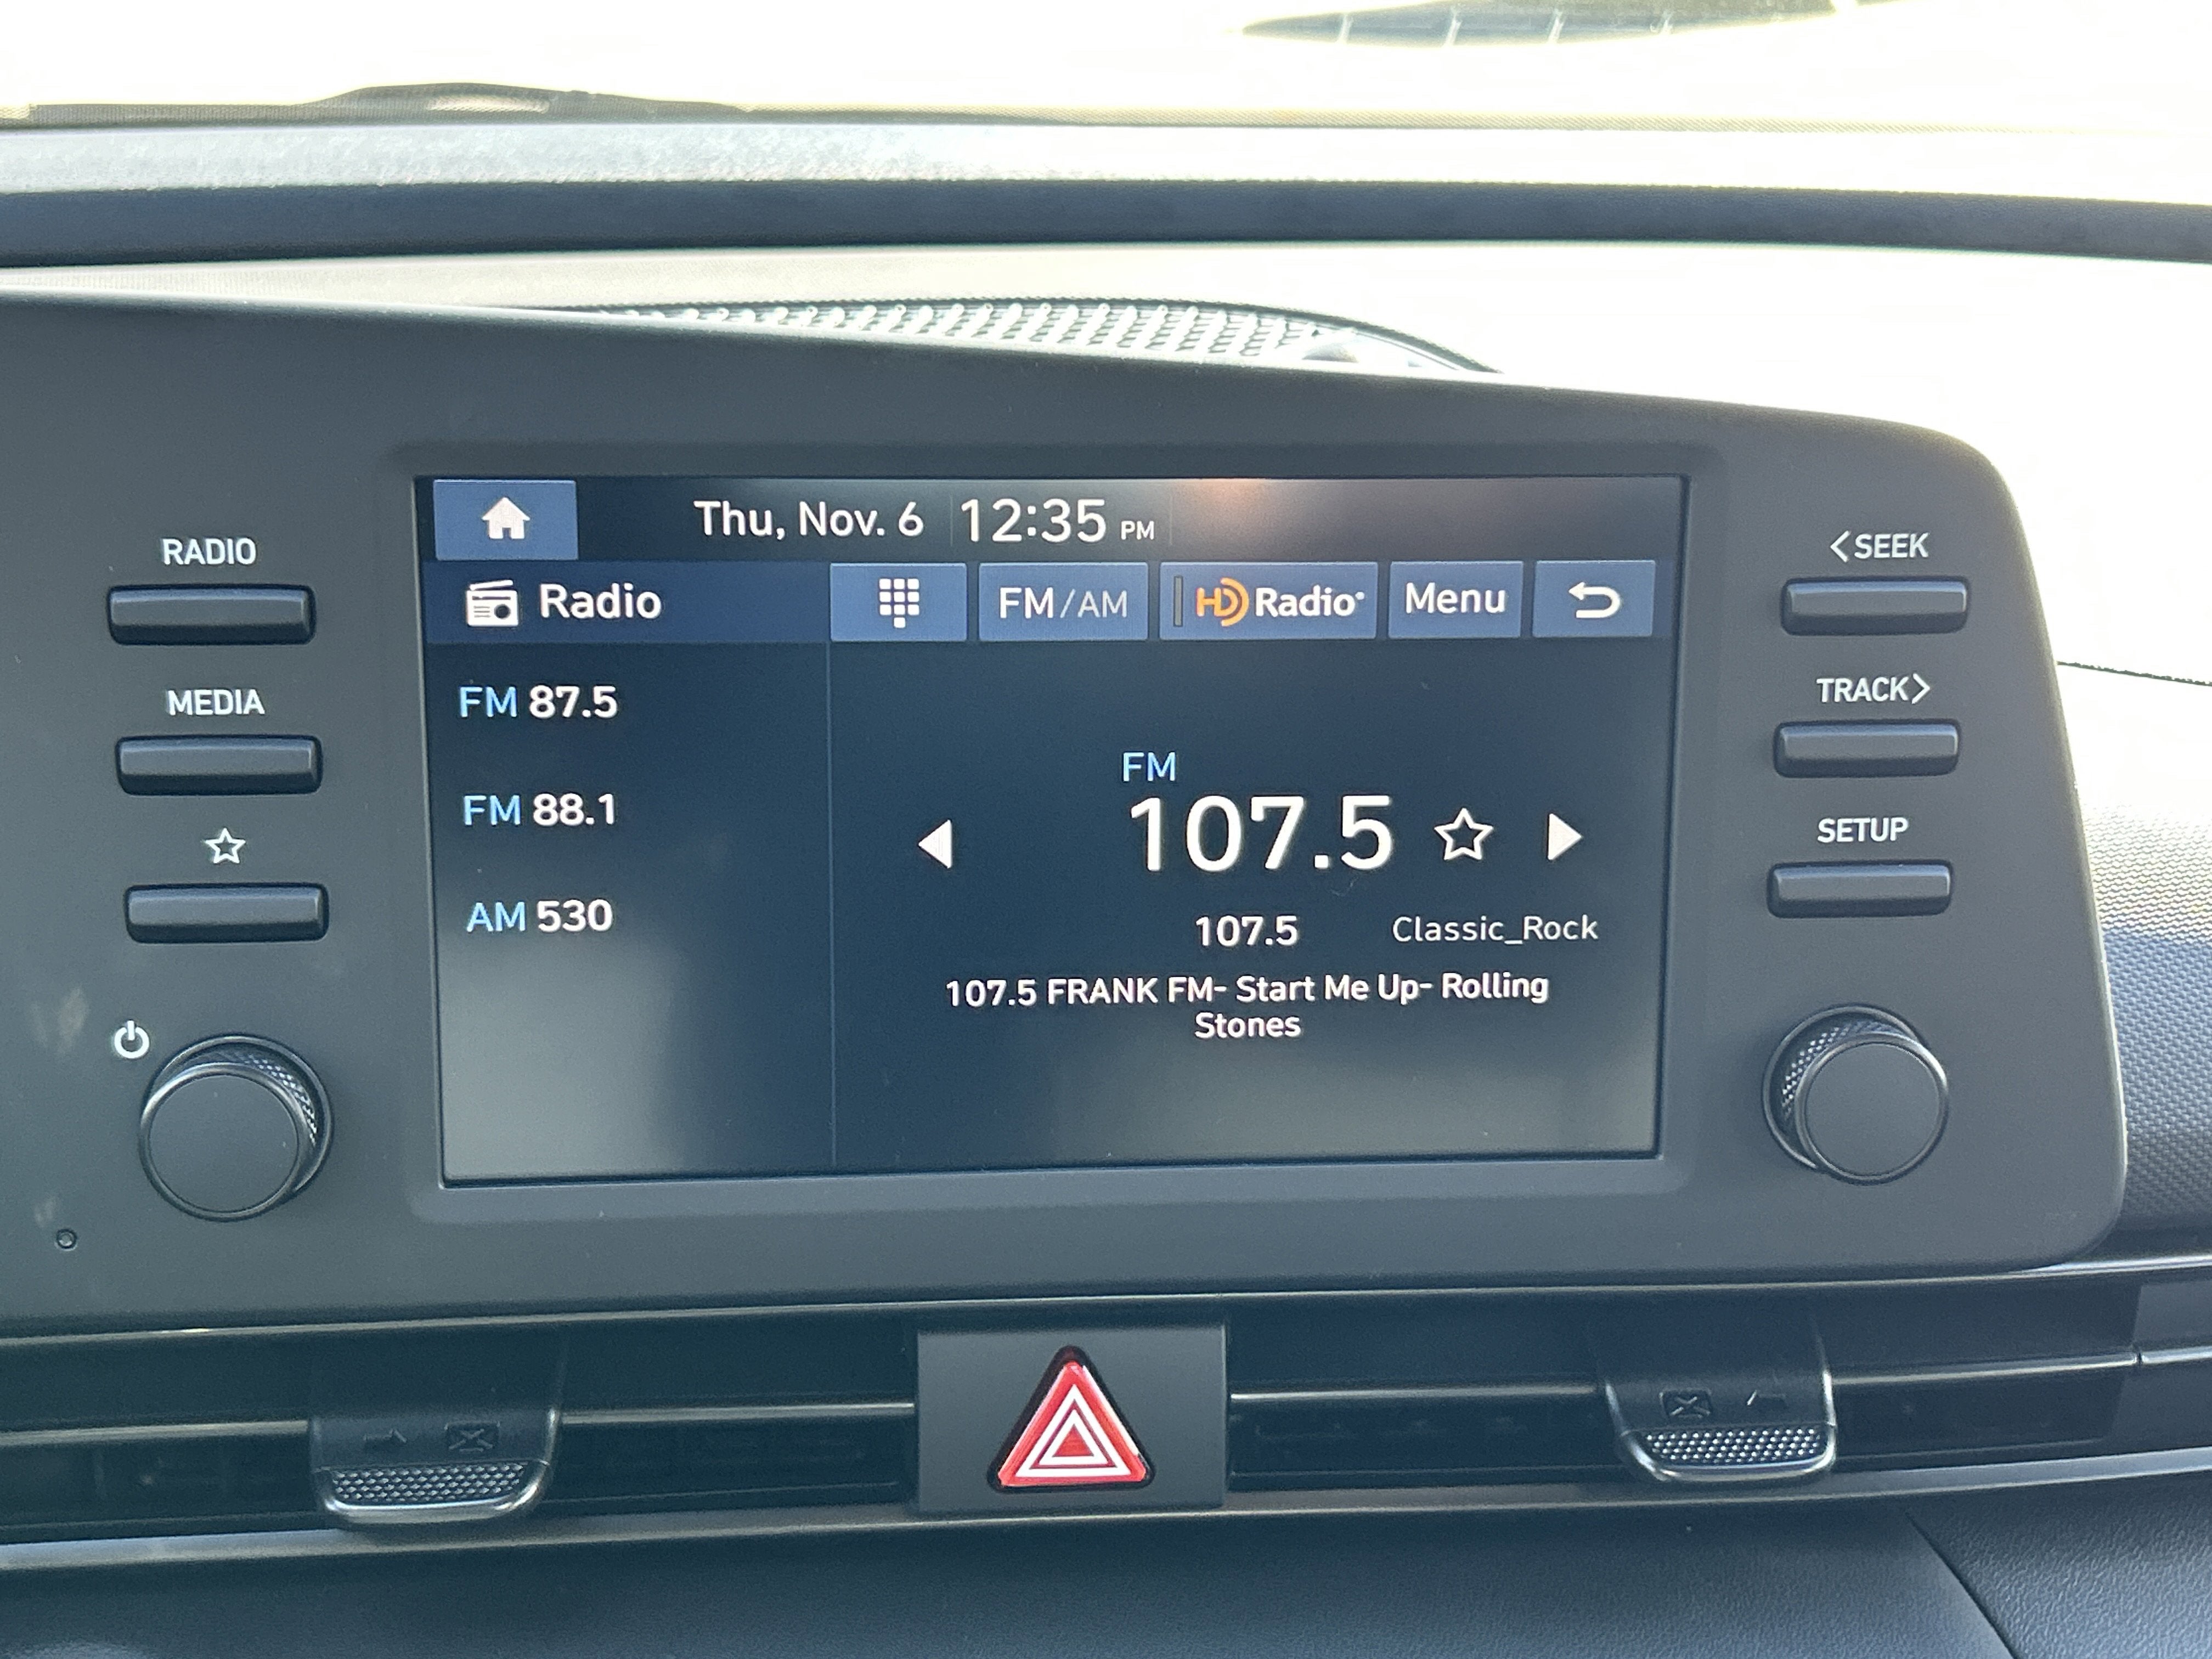 Thu, Nov. 6 12:35 PM
RADIO
<SEEK
Radio FM/AM HD Radio® Menu
MEDIA
FM 87.5
TRACK>
FM
FM 88.1
107.5
SETUP
AM 530
107.5 Classic_Rock
107.5 FRANK FM- Start Me Up- Rolling
Stones